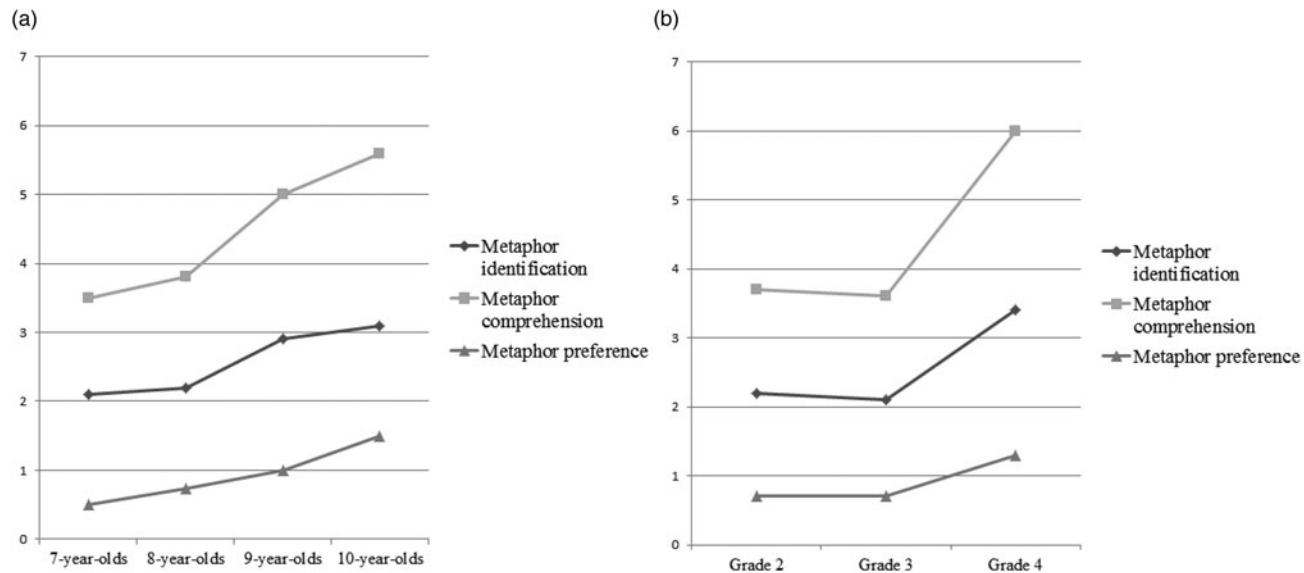 (a)
7
6
5
4
3
2
1
0
7-year-olds 8-year-olds 9-year-olds 10-year-olds
Metaphor
identification
Metaphor
comprehension
Metaphor preference
(b)
7
6
5
4
3
2
1
0
Grade 2 Grade 3 Grade 4
Metaphor
identification
Metaphor
comprehension
Metaphor preference